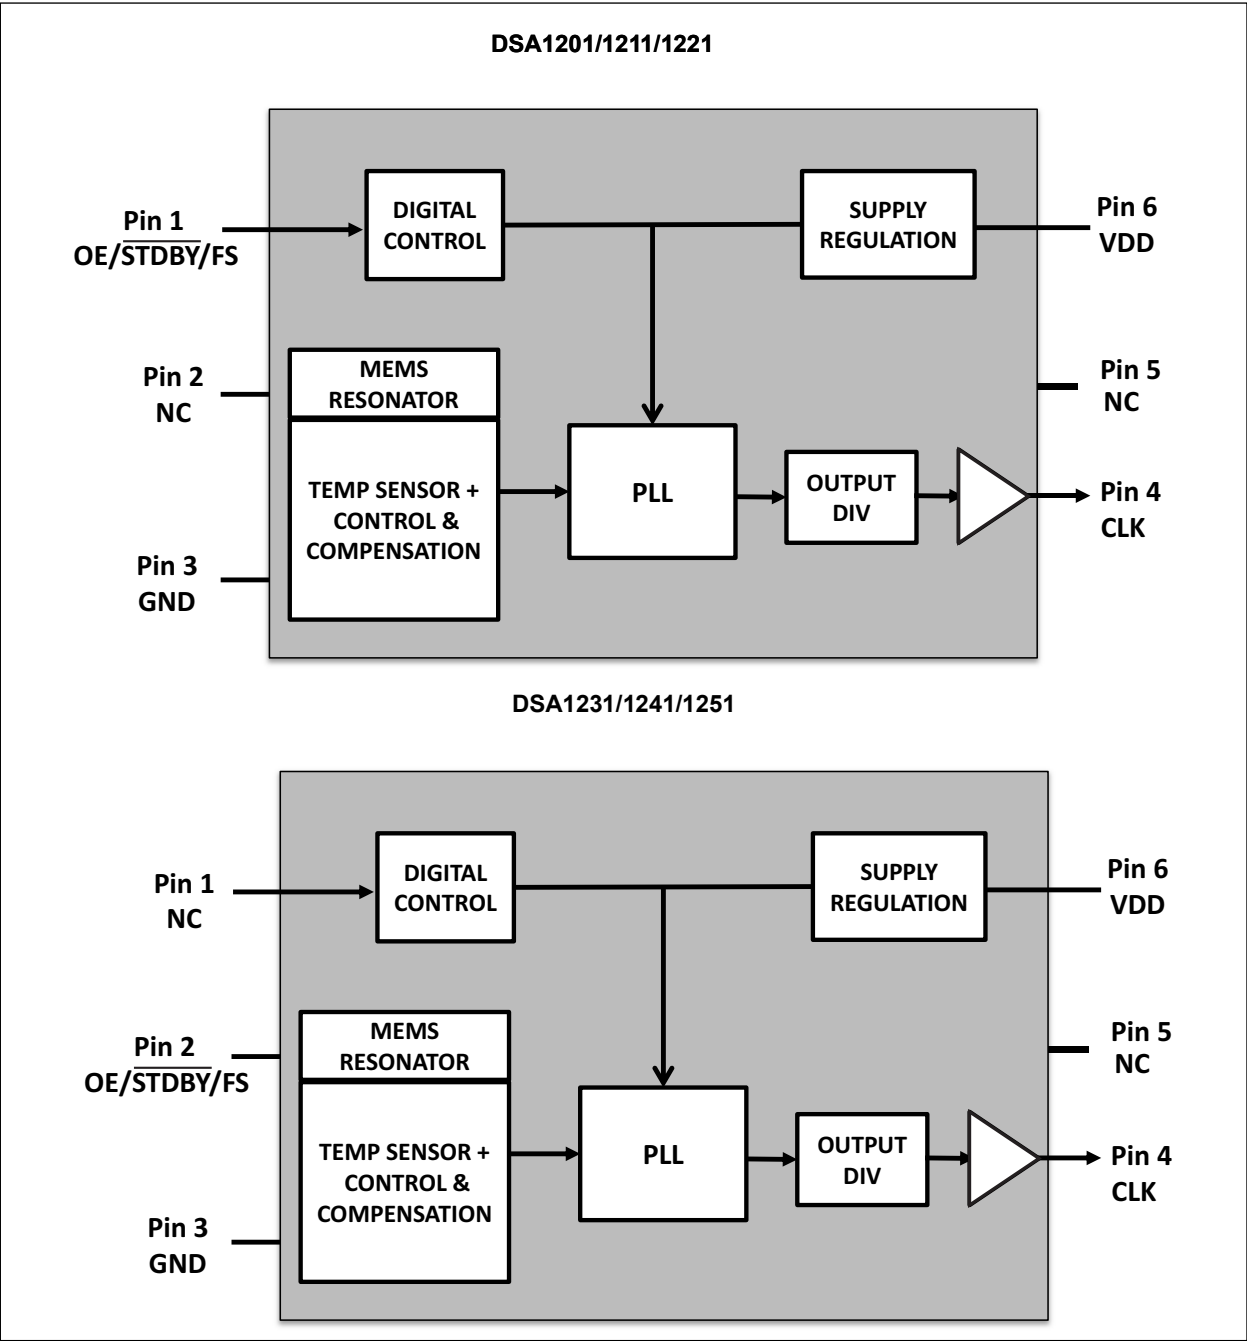 DSA1201/1211/1221
Pin 1
OE/STDBY/FS
DIGITAL
CONTROL
SUPPLY
REGULATION
Pin 6
VDD
Pin 2
NC
MEMS
RESONATOR
Pin 5
NC
TEMP SENSOR +
CONTROL &
COMPENSATION
PLL
OUTPUT
DIV
Pin 4
CLK
Pin 3
GND
DSA1231/1241/1251
Pin 1
NC
DIGITAL
CONTROL
SUPPLY
REGULATION
Pin 6
VDD
Pin 2
OE/STDBY/FS
MEMS
RESONATOR
Pin 5
NC
TEMP SENSOR +
CONTROL &
COMPENSATION
PLL
OUTPUT
DIV
Pin 4
CLK
Pin 3
GND